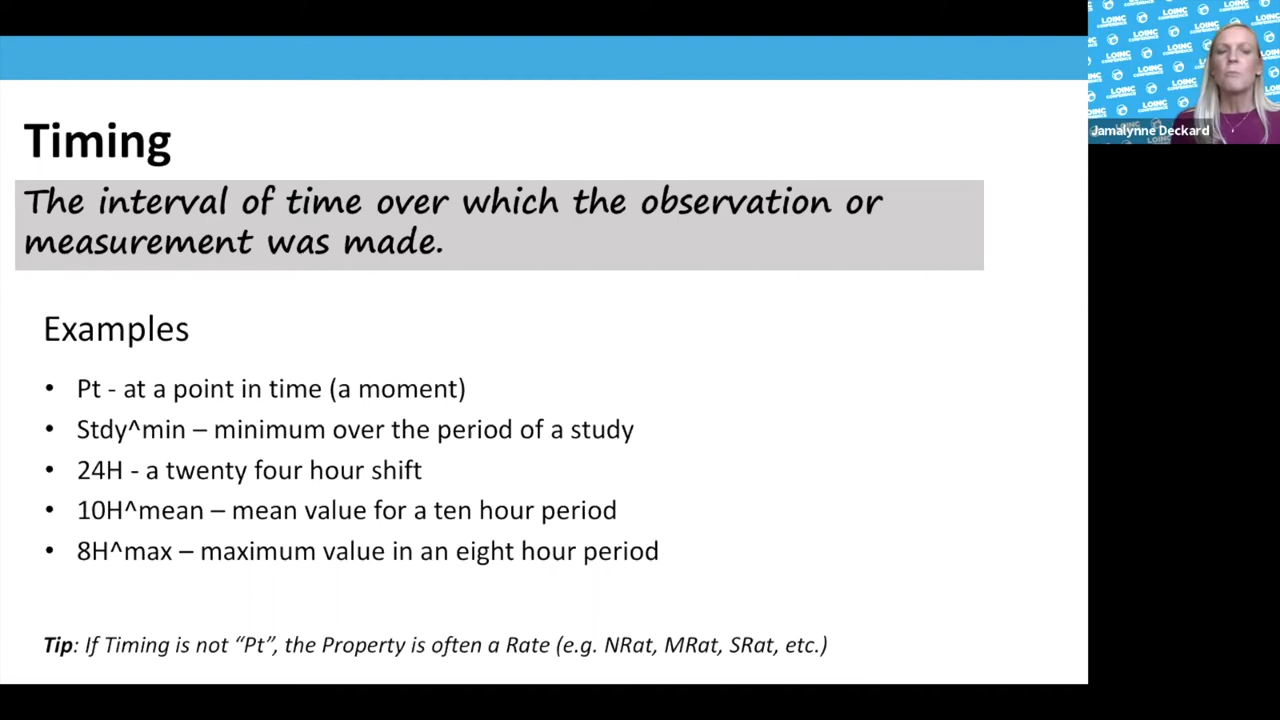 Timing
The interval of time over which the observation or
measurement was made.
Examples
• Pt - at a point in time (a moment)
• Stdy^min – minimum over the period of a study
• 24H - a twenty four hour shift
• 10H^mean – mean value for a ten hour period
• 8H^max – maximum value in an eight hour period
Tip: If Timing is not “Pt”, the Property is often a Rate (e.g. NRat, MRat, SRat, etc.)
LOINC
CONFERENCE
Jamalynne Deckard